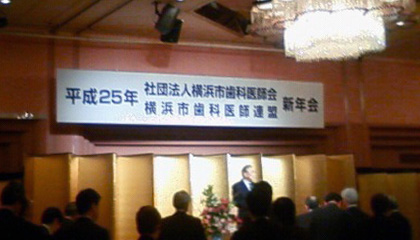 平成25年 社団法人横浜市歯科医師会 新年会
横浜市歯科医師連盟